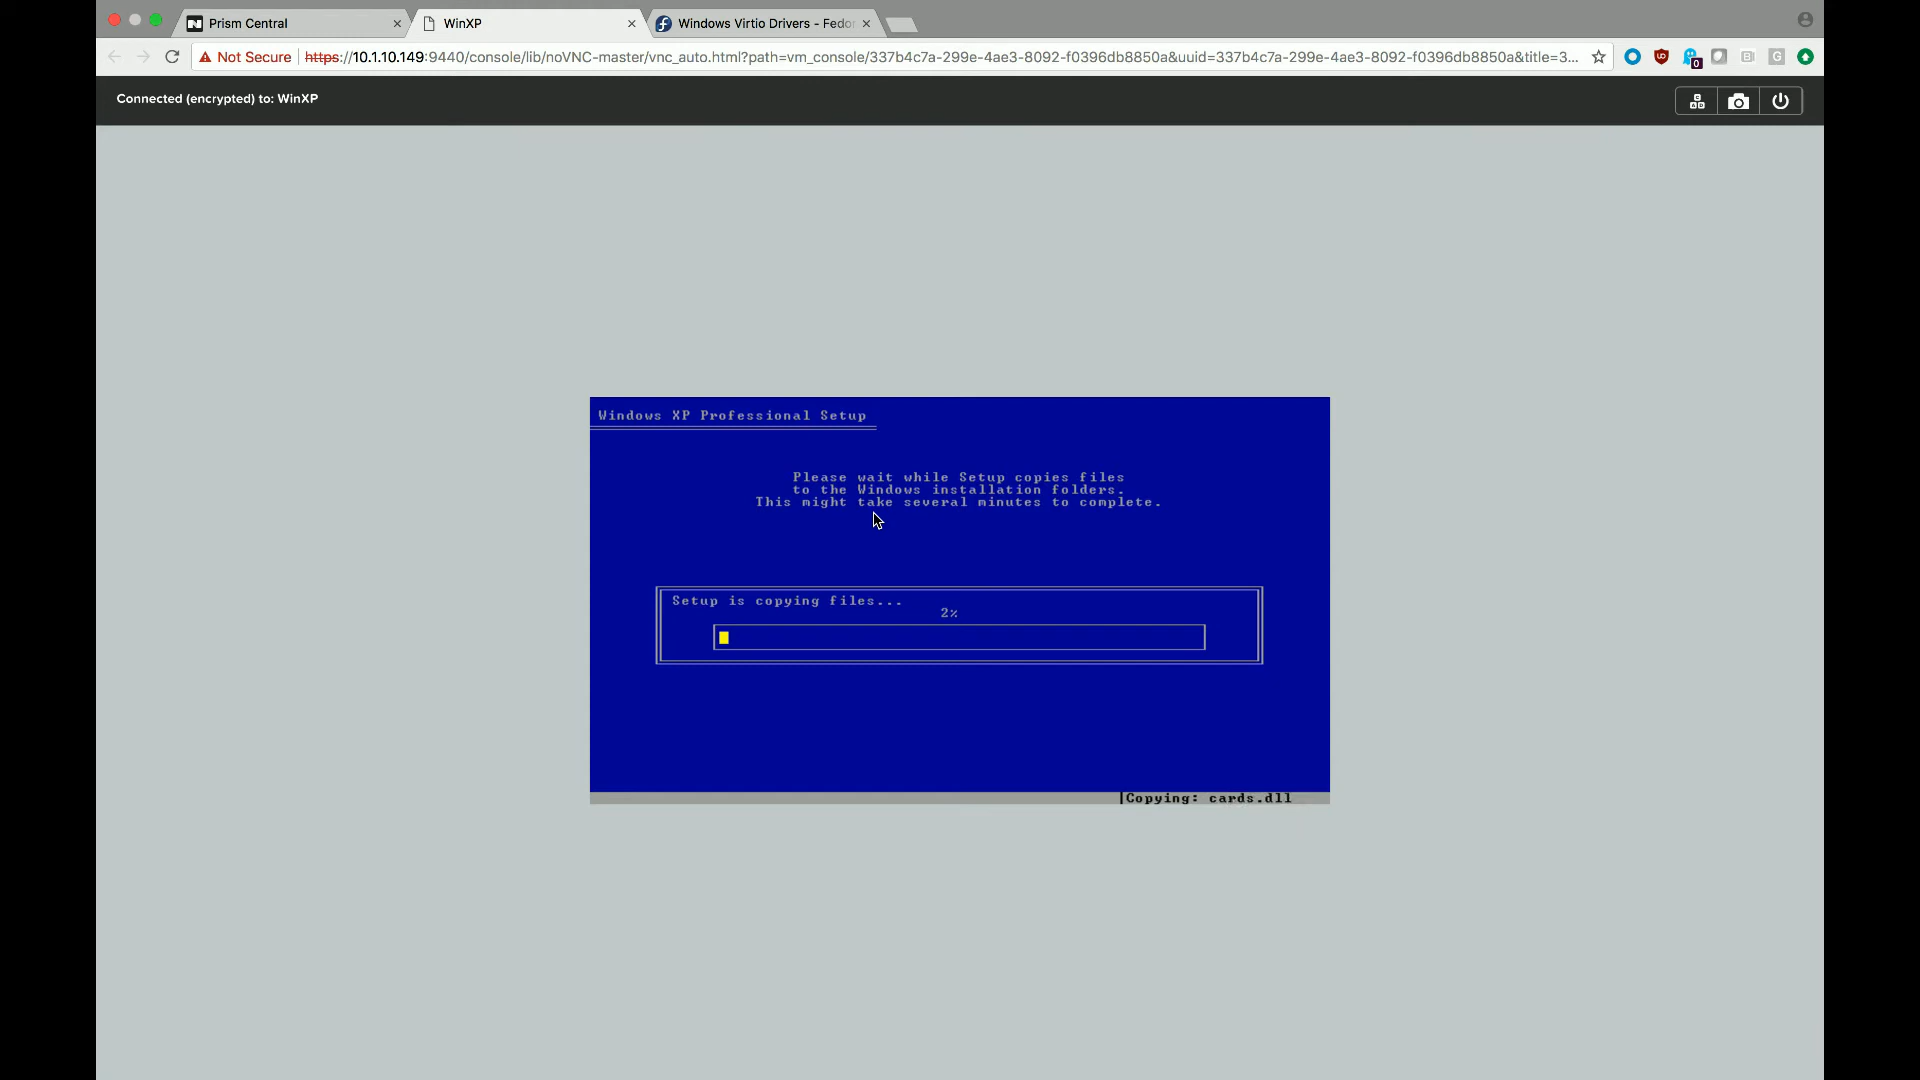 Prism Central
WinXP
Windows Virtio Drivers - Fedo
Not Secure
https://10.1.10.149:9440/console/lib/noVNC-master/vnc_auto.html?path=vm_console/337b4c7a-299e-4ae3-8092-f0396db8850a&uuid=337b4c7a-299e-4ae3-8092-f0396db8850a&title=3...
0
G
Connected (encrypted) to: WinXP
Windows XP Professional Setup
Please wait while Setup copies files
to the Windows installation folders.
This might take several minutes to complete.
Setup is copying files...
2%
Copying: cards.dll